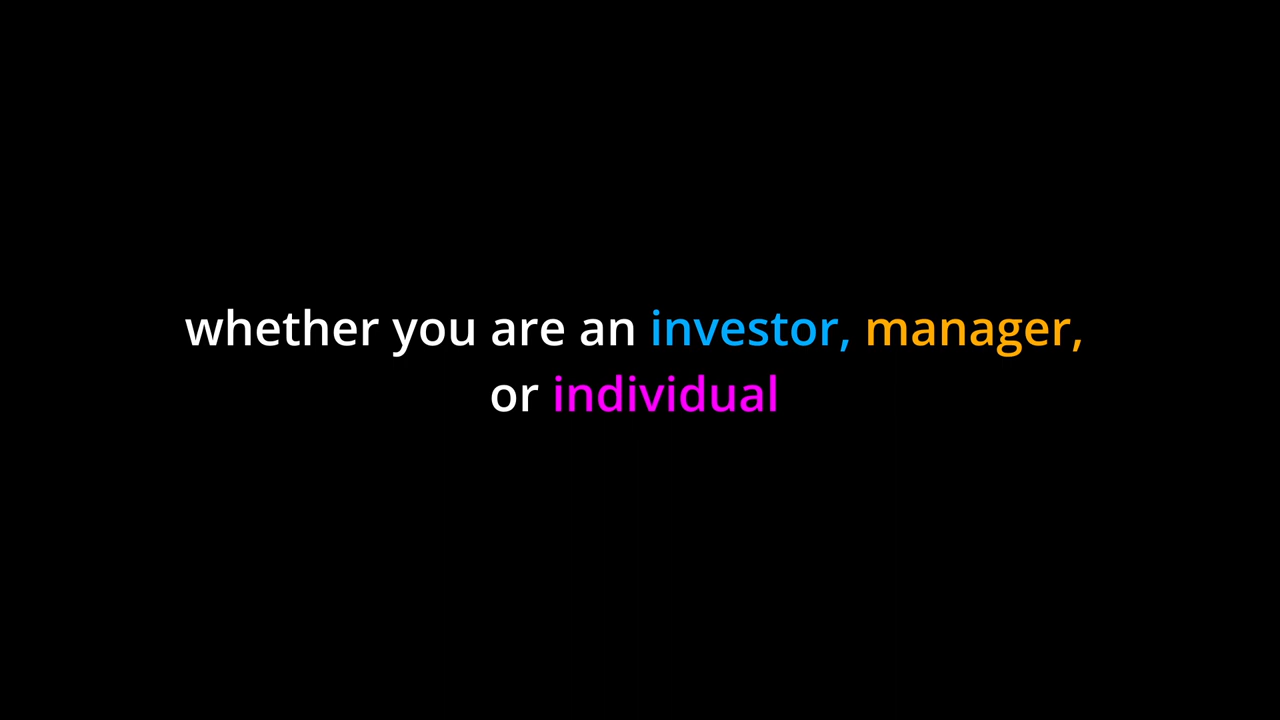 whether you are an investor, manager,
or individual